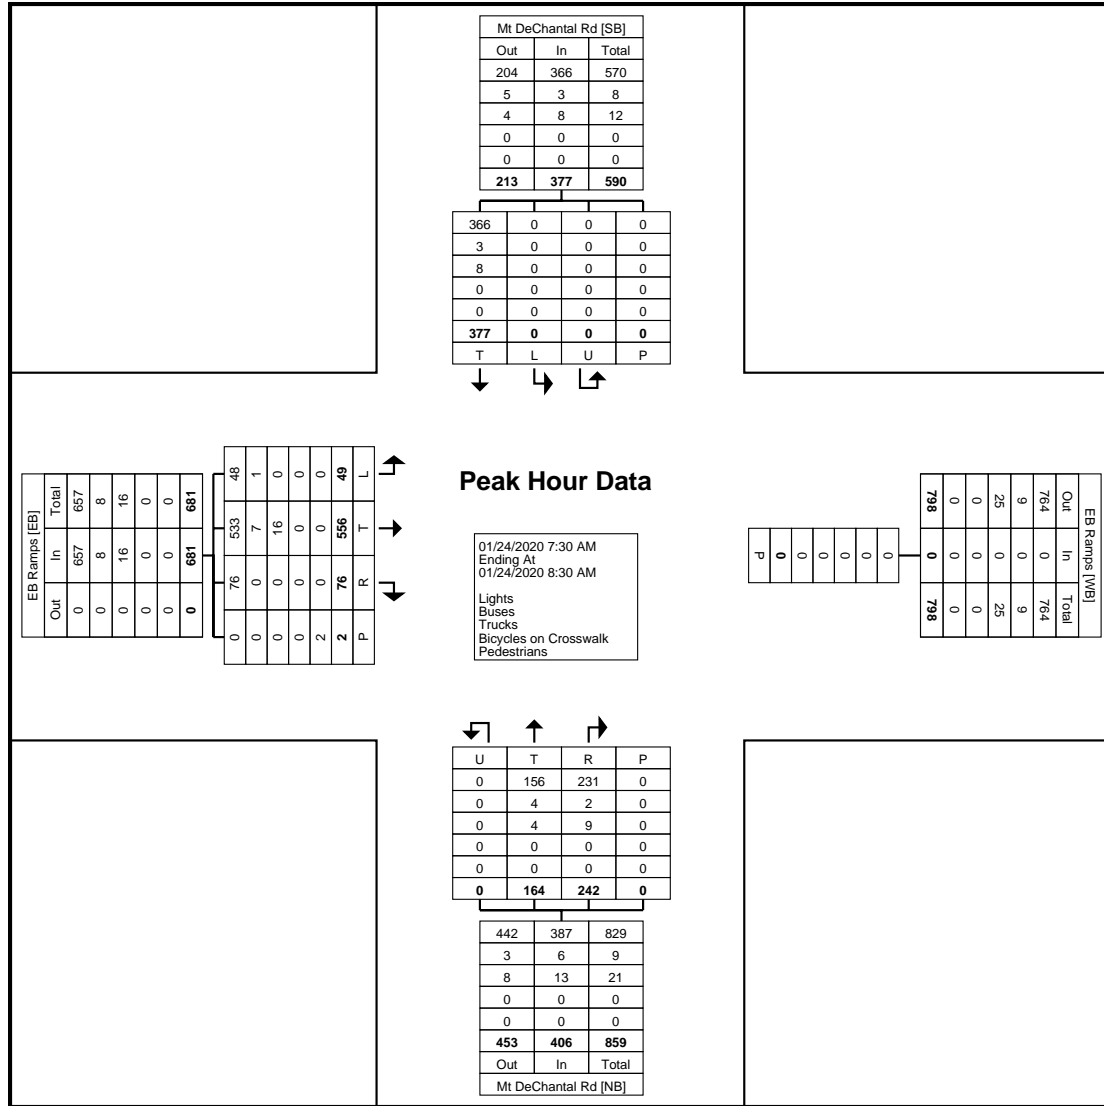 Mt DeChantal Rd [SB]
Out In Total
204 366 570
5 3 8
4 8 12
0 0 0
0 0 0
213 377 590
366 0 0 0
3 0 0 0
8 0 0 0
0 0 0 0
0 0 0 0
377 0 0 0
T L U P
EB Ramps [EB]
Out In Total
0 657 657
0 8 8
0 16 16
0 0 0
0 0 0
0 681 681
48 1 0 0 0 49 L
533 7 16 0 0 556 T
76 0 0 0 0 76 R
0 0 0 0 2 2 P
Peak Hour Data
01/24/2020 7:30 AM
Ending At
01/24/2020 8:30 AM
Lights
Buses
Trucks
Bicycles on Crosswalk
Pedestrians
P 0 0 0 0 0 0
EB Ramps [WB]
Out In Total
764 0 764
9 0 9
25 0 25
0 0 0
0 0 0
798 0 798
U T R P
0 156 231 0
0 4 2 0
0 4 9 0
0 0 0 0
0 0 0 0
0 164 242 0
442 387 829
3 6 9
8 13 21
0 0 0
0 0 0
453 406 859
Out In Total
Mt DeChantal Rd [NB]